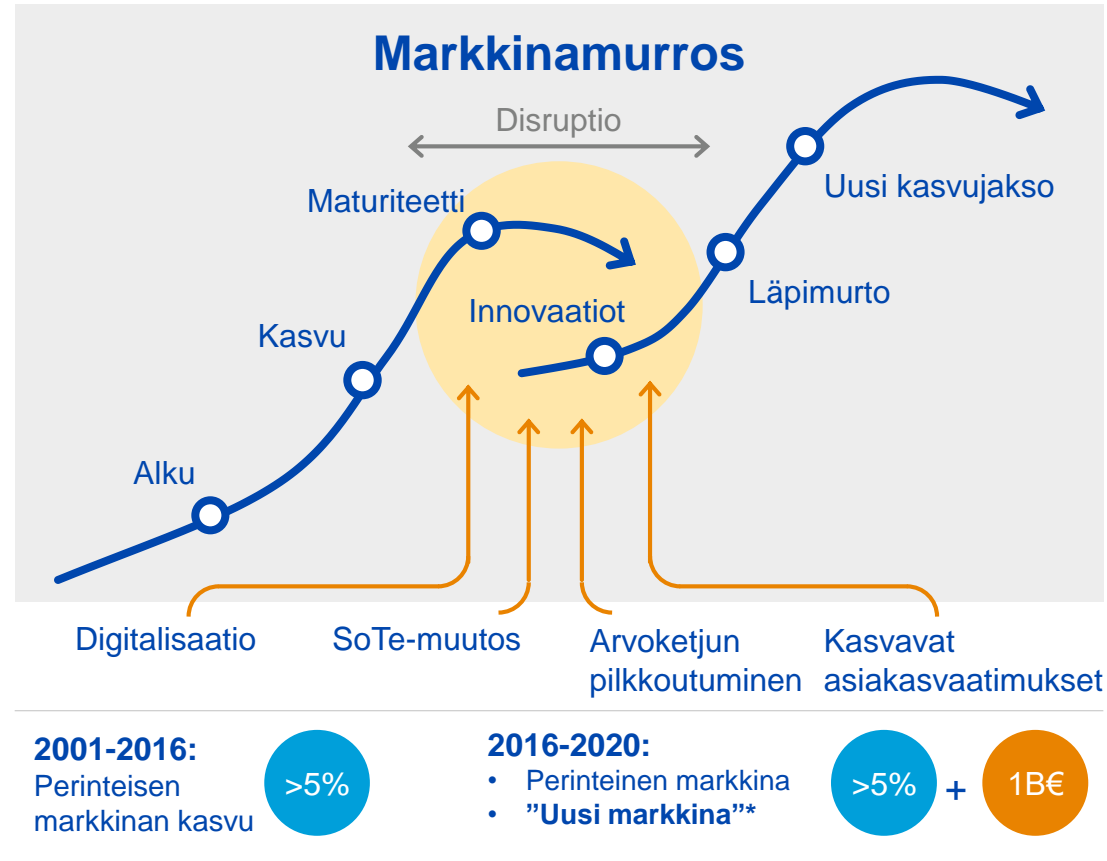 Markkinamurros
Disruptio
Maturiteetti
Uusi kasvujakso
Läpimurto
Innovaatiot
Kasvu
Alku
Digitalisaatio
SoTe-muutos
Arvoketjun
pilkkoutuminen
Kasvavat
asiakasvaatimukset
2001-2016:
Perinteisen
markkinan kasvu
>5%
2016-2020:
• Perinteinen markkina
• ”Uusi markkina”*
>5% + 1B€